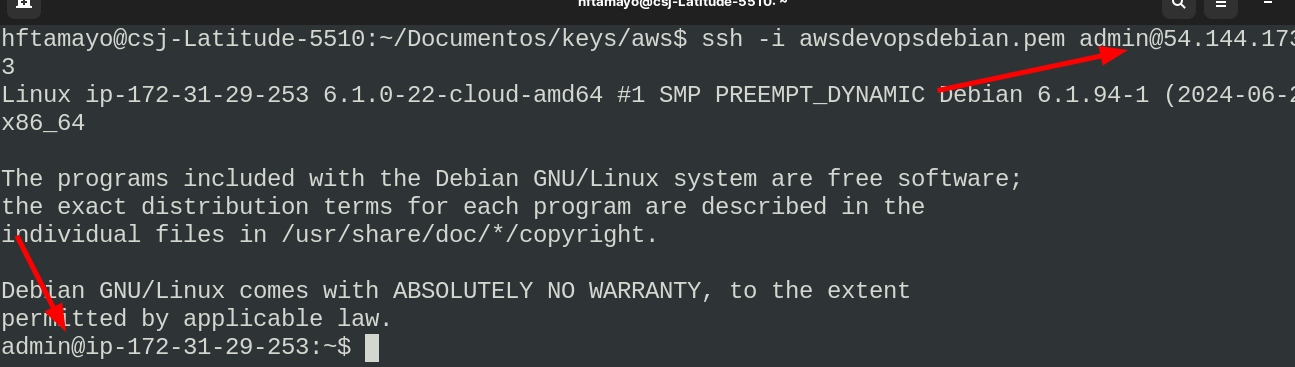 hftamayo@csj-Latitude-5510: ~
hftamayo@csj-Latitude-5510:~/Documentos/keys/aws$ ssh -i awsdevopsdebian.pem admin@54.144.173
3
Linux ip-172-31-29-253 6.1.0-22-cloud-amd64 #1 SMP PREEMPT_DYNAMIC Debian 6.1.94-1 (2024-06-2
x86_64
The programs included with the Debian GNU/Linux system are free software;
the exact distribution terms for each program are described in the
individual files in /usr/share/doc/*/copyright.
Debian GNU/Linux comes with ABSOLUTELY NO WARRANTY, to the extent
permitted by applicable law.
admin@ip-172-31-29-253:~$